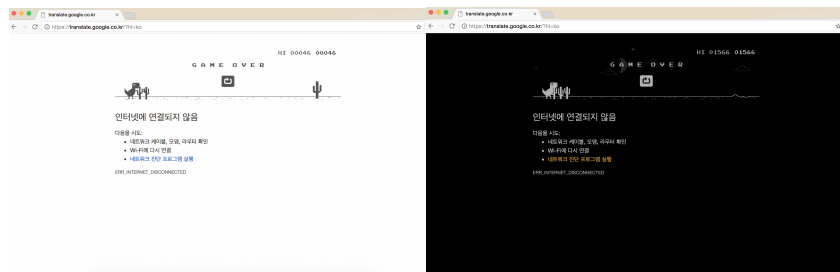 translate.google.co.kr
https://translate.google.co.kr/?hl=ko
HI 00046 00046
GAME OVER
인터넷에 연결되지 않음
다음을 시도:
네트워크 케이블, 모뎀, 라우터 확인
Wi-Fi에 다시 연결
네트워크 진단 프로그램 실행
ERR_INTERNET_DISCONNECTED
translate.google.co.kr
https://translate.google.co.kr/?hl=ko
HI 01566 01566
GAME OVER
인터넷에 연결되지 않음
다음을 시도:
네트워크 케이블, 모뎀, 라우터 확인
Wi-Fi에 다시 연결
네트워크 진단 프로그램 실행
ERR_INTERNET_DISCONNECTED